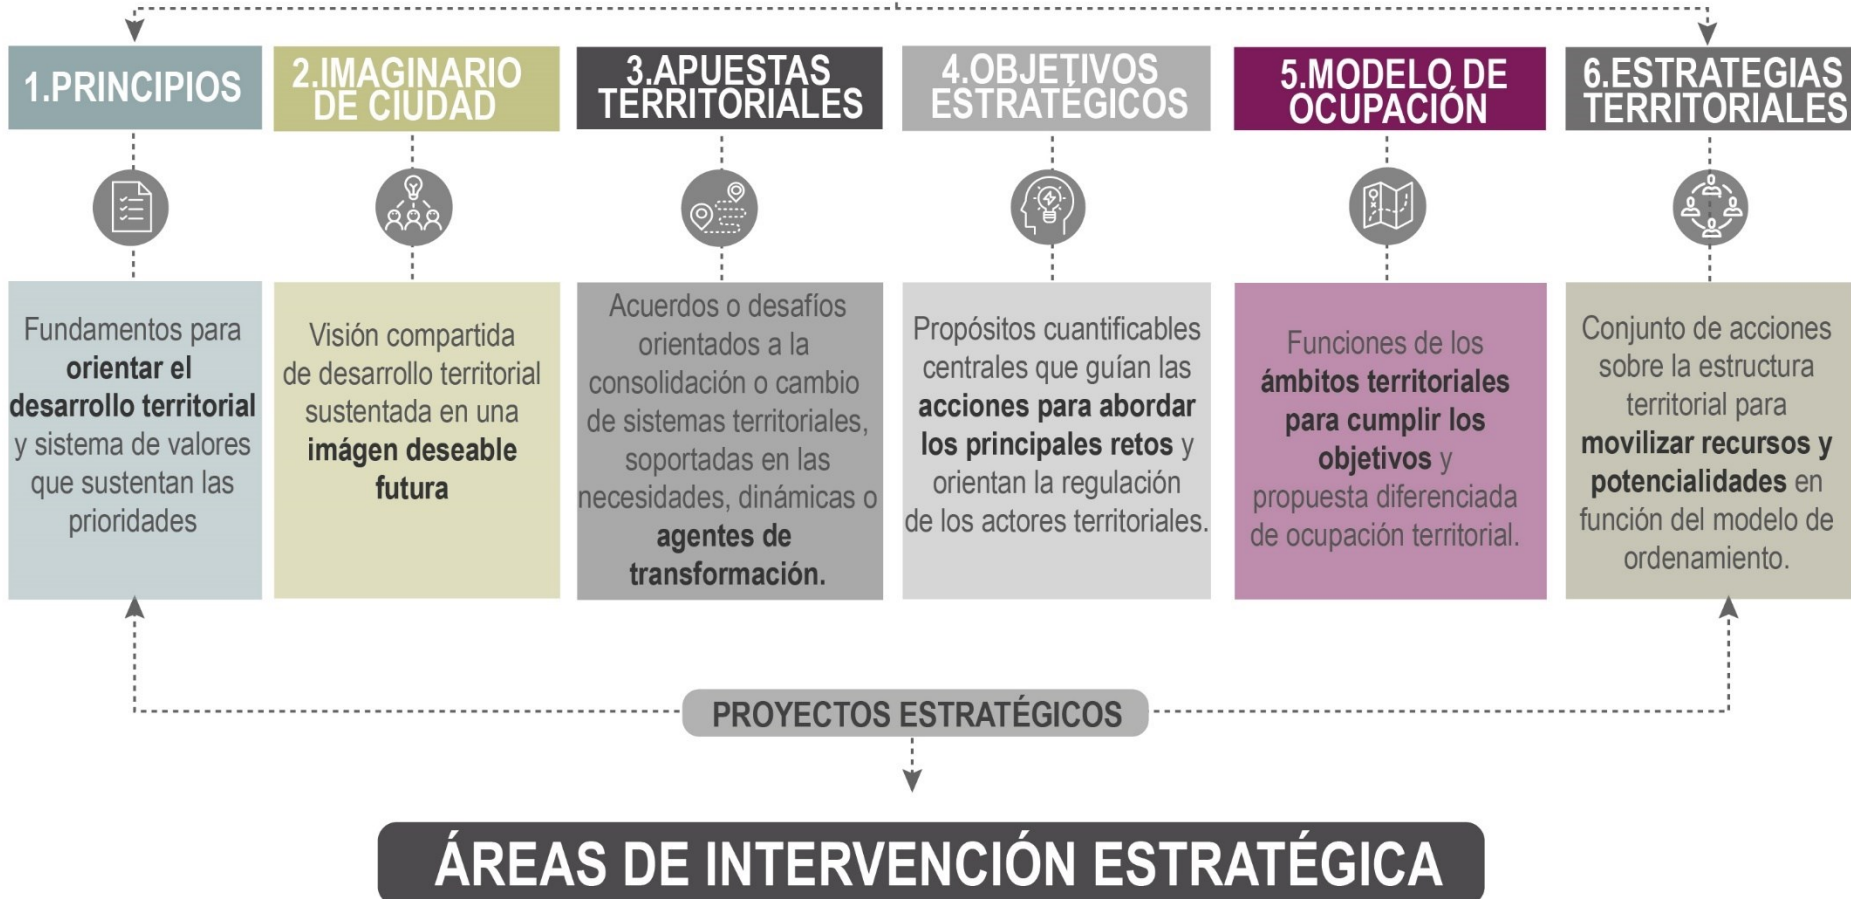 1.PRINCIPIOS
2.IMAGINARIO
DE CIUDAD
3.APUESTAS
TERRITORIALES
4.OBJETIVOS
ESTRATÉGICOS
5.MODELO DE
OCUPACIÓN
6.ESTRATEGIAS
TERRITORIALES
Fundamentos para
orientar el
desarrollo territorial
y sistema de valores
que sustentan las
prioridades
Visión compartida
de desarrollo territorial
sustentada en una
imágen deseable
futura
Acuerdos o desafíos
orientados a la
consolidación o cambio
de sistemas territoriales,
soportadas en las
necesidades, dinámicas o
agentes de
transformación.
Propósitos cuantificables
centrales que guían las
acciones para abordar
los principales retos y
orientan la regulación
de los actores territoriales.
Funciones de los
ámbitos territoriales
para cumplir los
objetivos y
propuesta diferenciada
de ocupación territorial.
Conjunto de acciones
sobre la estructura
territorial para
movilizar recursos y
potencialidades en
función del modelo de
ordenamiento.
PROYECTOS ESTRATÉGICOS
ÁREAS DE INTERVENCIÓN ESTRATÉGICA